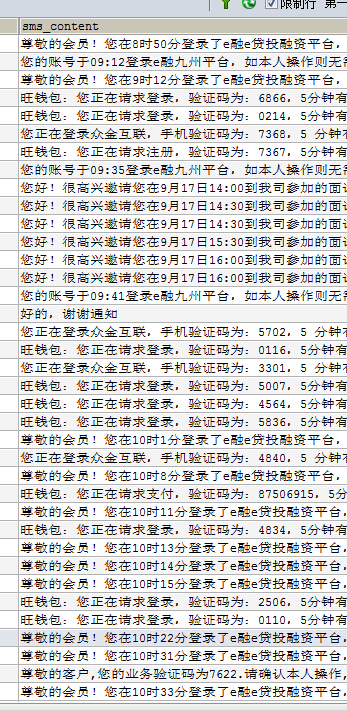 限制行 第一
sms_content
尊敬的会员！您在8时50分登录了e融e贷投融资平台，
您的账号于09:12登录e融九州平台，如本人操作则无需
尊敬的会员！您在9时12分登录了e融e贷投融资平台，
旺钱包：您正在请求登录，验证码为：6866，5分钟有
旺钱包：您正在请求登录，验证码为：0214，5分钟有
您正在登录众金互联，手机验证码为：7368，5 分钟有
旺钱包：您正在请求注册，验证码为：7367，5分钟有
您的账号于09:35登录e融九州平台，如本人操作则无需
您好！很高兴邀请您在9月17日14:00到我司参加的面试
您好！很高兴邀请您在9月17日14:30到我司参加的面试
您好！很高兴邀请您在9月17日14:30到我司参加的面试
您好！很高兴邀请您在9月17日15:30到我司参加的面试
您好！很高兴邀请您在9月17日16:00到我司参加的面试
您好！很高兴邀请您在9月17日16:00到我司参加的面试
您的账号于09:41登录e融九州平台，如本人操作则无需
好的，谢谢通知
您正在登录众金互联，手机验证码为：5702，5 分钟有
旺钱包：您正在请求登录，验证码为：0116，5分钟有
您正在登录众金互联，手机验证码为：3301，5 分钟有
旺钱包：您正在请求登录，验证码为：5007，5分钟有
旺钱包：您正在请求登录，验证码为：4564，5分钟有
旺钱包：您正在请求登录，验证码为：5836，5分钟有
尊敬的会员！您在10时1分登录了e融e贷投融资平台，
您正在登录众金互联，手机验证码为：4840，5 分钟有
尊敬的会员！您在10时8分登录了e融e贷投融资平台，
旺钱包：您正在请求支付，验证码为：87506915，5分
尊敬的会员！您在10时11分登录了e融e贷投融资平台，
旺钱包：您正在请求登录，验证码为：4834，5分钟有
尊敬的会员！您在10时13分登录了e融e贷投融资平台，
尊敬的会员！您在10时14分登录了e融e贷投融资平台，
尊敬的会员！您在10时15分登录了e融e贷投融资平台，
旺钱包：您正在请求登录，验证码为：2506，5分钟有
旺钱包：您正在请求登录，验证码为：0110，5分钟有
尊敬的会员！您在10时22分登录了e融e贷投融资平台，
尊敬的会员！您在10时31分登录了e融e贷投融资平台，
尊敬的客户,您的业务验证码为7622.请确认本人操作,
尊敬的会员！您在10时33分登录了e融e贷投融资平台，